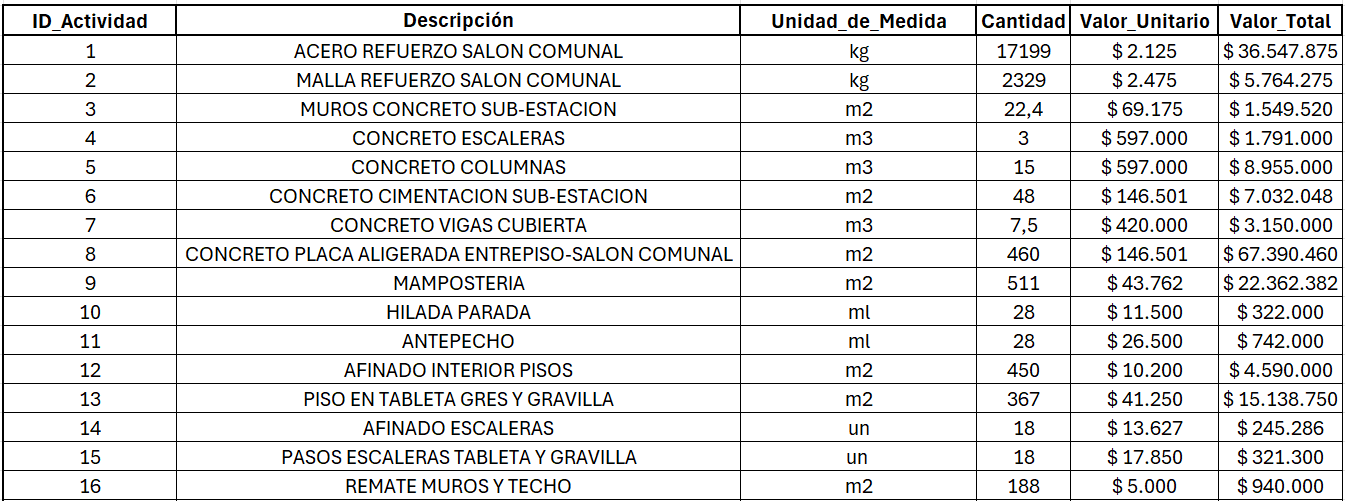 ID_Actividad Descripción Unidad_de_Medida Cantidad Valor_Unitario Valor_Total
1 ACERO REFUERZO SALON COMUNAL kg 17199 $ 2.125 $ 36.547.875
2 MALLA REFUERZO SALON COMUNAL kg 2329 $ 2.475 $ 5.764.275
3 MUROS CONCRETO SUB-ESTACION m2 22,4 $ 69.175 $ 1.549.520
4 CONCRETO ESCALERAS m3 3 $ 597.000 $ 1.791.000
5 CONCRETO COLUMNAS m3 15 $ 597.000 $ 8.955.000
6 CONCRETO CIMENTACION SUB-ESTACION m2 48 $ 146.501 $ 7.032.048
7 CONCRETO VIGAS CUBIERTA m3 7,5 $ 420.000 $ 3.150.000
8 CONCRETO PLACA ALIGERADA ENTREPISO-SALON COMUNAL m2 460 $ 146.501 $ 67.390.460
9 MAMPOSTERIA m2 511 $ 43.762 $ 22.362.382
10 HILADA PARADA ml 28 $ 11.500 $ 322.000
11 ANTEPECHO ml 28 $ 26.500 $ 742.000
12 AFINADO INTERIOR PISOS m2 450 $ 10.200 $ 4.590.000
13 PISO EN TABLETA GRES Y GRAVILLA m2 367 $ 41.250 $ 15.138.750
14 AFINADO ESCALERAS un 18 $ 13.627 $ 245.286
15 PASOS ESCALERAS TABLETA Y GRAVILLA un 18 $ 17.850 $ 321.300
16 REMATE MUROS Y TECHO m2 188 $ 5.000 $ 940.000